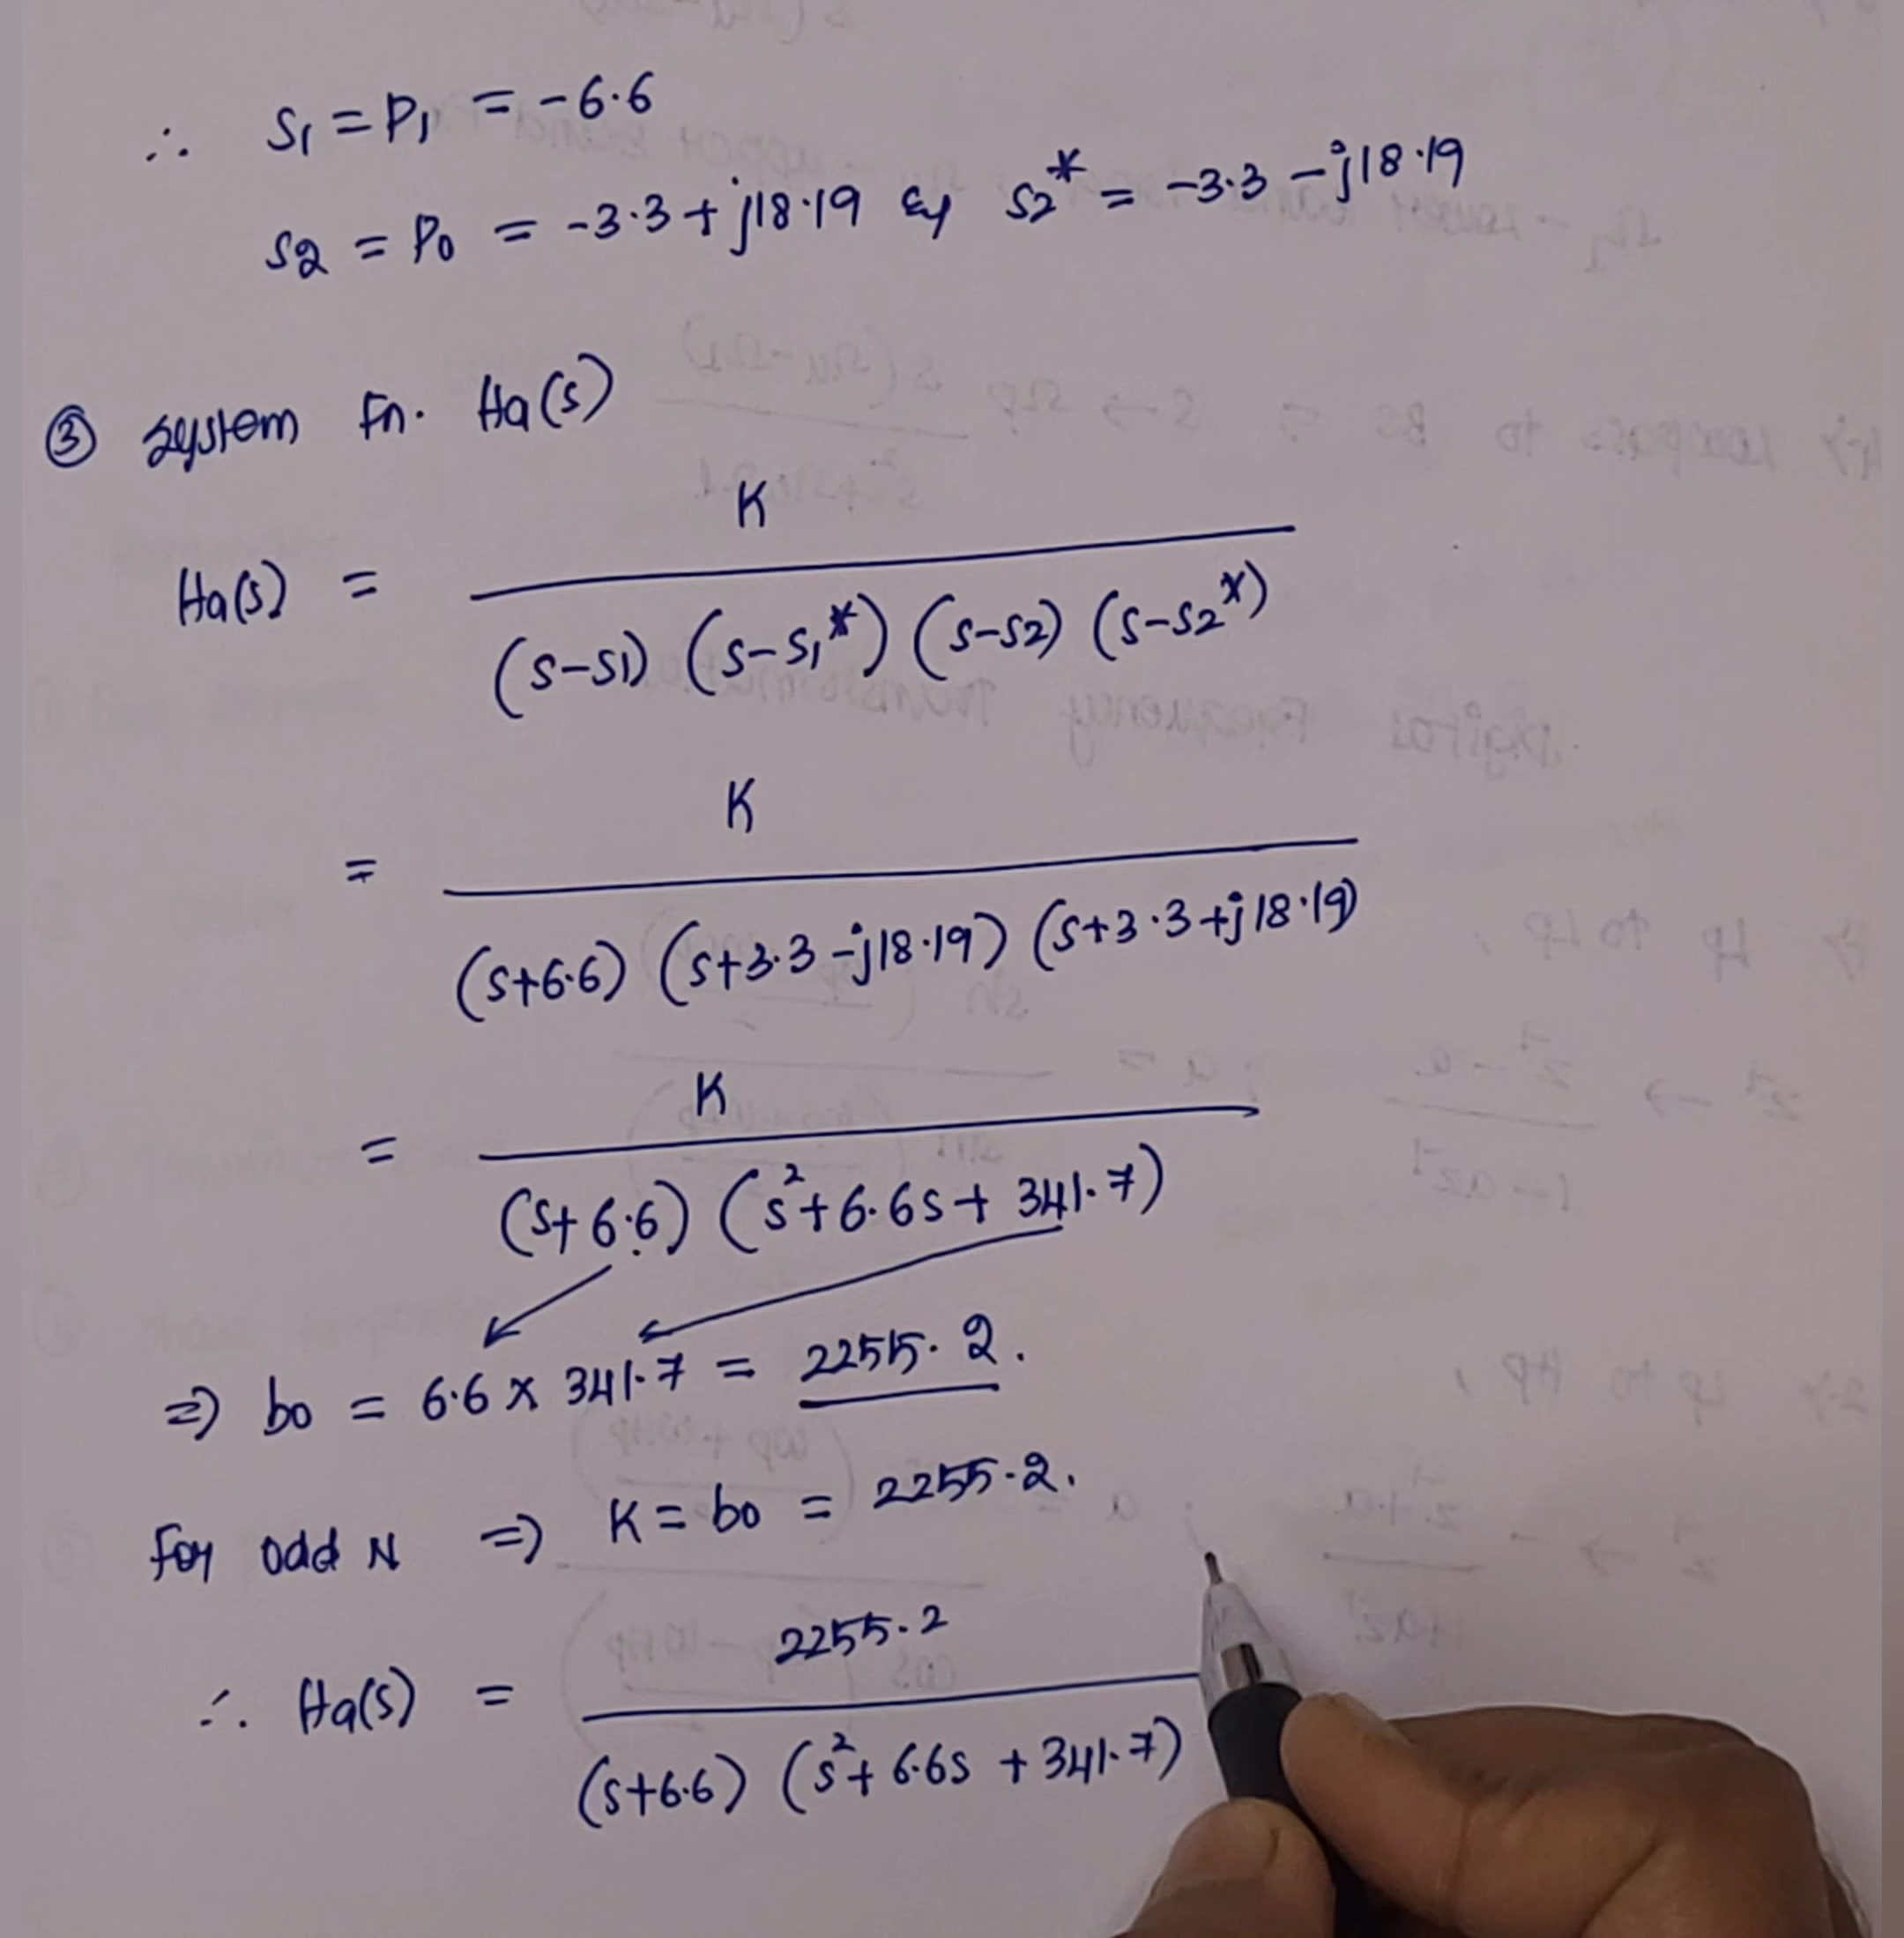 ∴ S1 = P1 = -6.6
S2 = P0 = -3.3 + j18.19 & S2* = -3.3 - j18.19
③ System Fn. Ha(s)
K
Ha(s) =
(s-s1) (s-s1*) (s-s2) (s-s2*)
K
=
(s+6.6) (s+3.3-j18.19) (s+3.3+j18.19)
K
=
(s+6.6) (s²+6.6s+341.7)
⇒ b0 = 6.6 x 341.7 = 2255.2.
For odd N ⇒ K = b0 = 2255.2.
2255.2
∴ Ha(s) =
(s+6.6) (s²+6.6s+341.7)